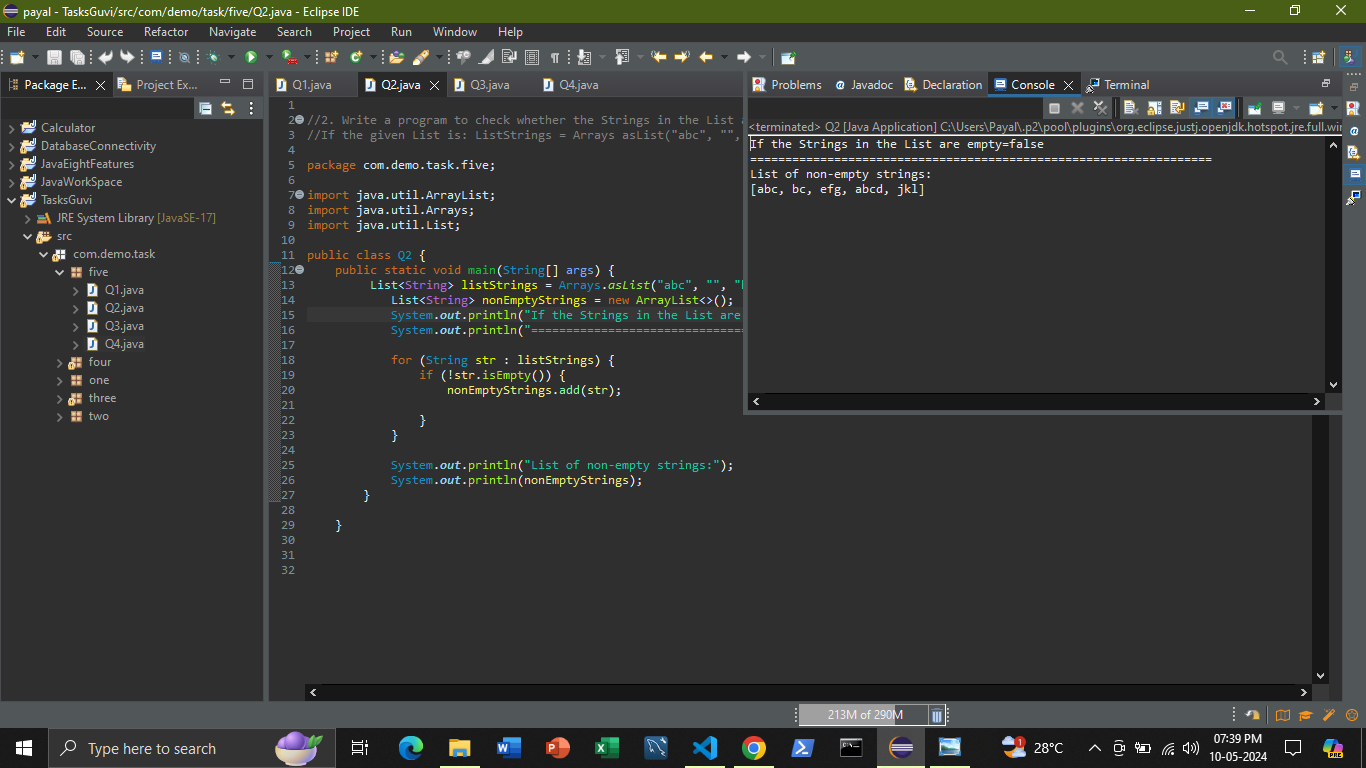 payal - TasksGuvi/src/com/demo/task/five/Q2.java - Eclipse IDE
File Edit Source Refactor Navigate Search Project Run Window Help
Package E... Project Ex...
Calculator
DatabaseConnectivity
JavaEightFeatures
JavaWorkSpace
TasksGuvi
JRE System Library [JavaSE-17]
src
com.demo.task
five
Q1.java
Q2.java
Q3.java
Q4.java
four
one
three
two
Q1.java Q2.java Q3.java Q4.java
1
2 //2. Write a program to check whether the Strings in the List
3 //If the given List is: ListStrings = Arrays asList("abc", "",
4
5 package com.demo.task.five;
6
7 import java.util.ArrayList;
8 import java.util.Arrays;
9 import java.util.List;
10
11 public class Q2 {
12 public static void main(String[] args) {
13 List<String> listStrings = Arrays.asList("abc", "",
14 List<String> nonEmptyStrings = new ArrayList<>();
15 System.out.println("If the Strings in the List are
16 System.out.println("==============================
17
18 for (String str : listStrings) {
19 if (!str.isEmpty()) {
20 nonEmptyStrings.add(str);
21
22 }
23 }
24
25 System.out.println("List of non-empty strings:");
26 System.out.println(nonEmptyStrings);
27 }
28
29 }
30
31
32
Problems Javadoc Declaration Console Terminal
<terminated> Q2 [Java Application] C:\Users\Payal\.p2\pool\plugins\org.eclipse.justj.openjdk.hotspot.jre.full.win
If the Strings in the List are empty=false
==================================================================
List of non-empty strings:
[abc, bc, efg, abcd, jkl]
213M of 290M
Type here to search
28°C
07:39 PM
10-05-2024
PRE